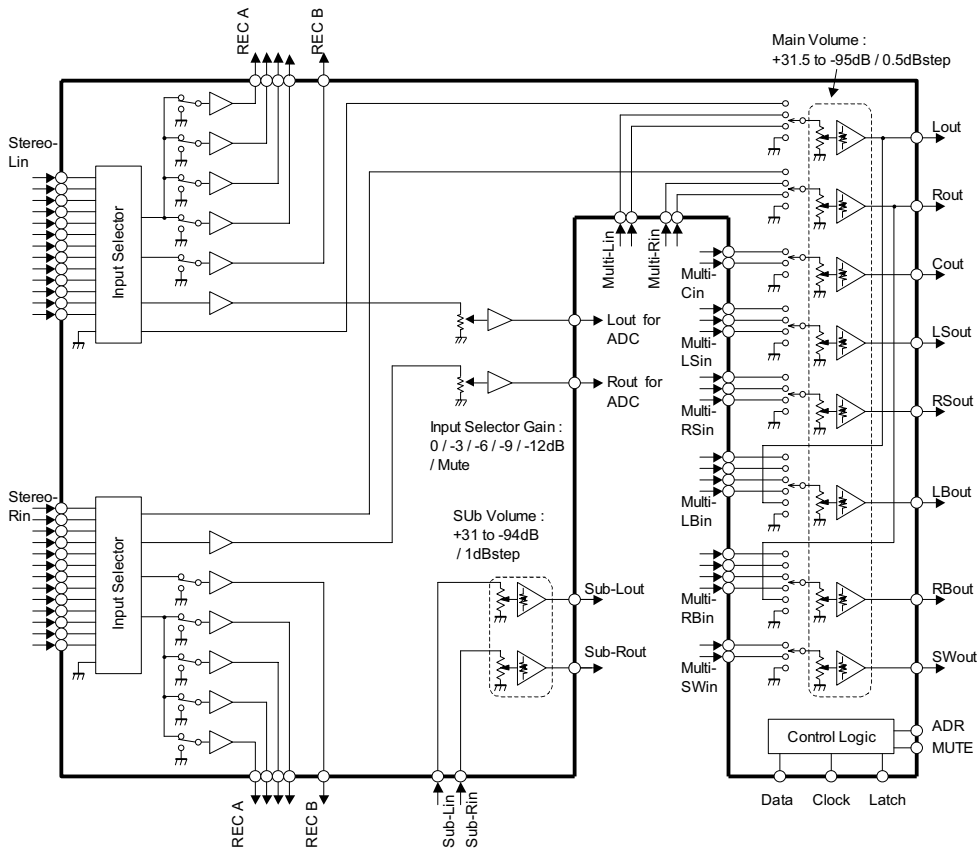 REC A
REC B
Main Volume :
+31.5 to -95dB / 0.5dBstep
Stereo-
Lin
Input Selector
Lout
Rout
Multi-Lin
Multi-Rin
Multi-
Cin
Cout
Lout for
ADC
Multi-
LSin
LSout
Rout for
ADC
Multi-
RSin
RSout
Input Selector Gain :
0 / -3 / -6 / -9 / -12dB
/ Mute
Stereo-
Rin
Input Selector
Multi-
LBin
LBout
SUb Volume :
+31 to -94dB
/ 1dBstep
Sub-Lout
Multi-
RBin
RBout
Sub-Rout
Multi-
SWin
SWout
Control Logic
ADR
MUTE
Data
Clock
Latch
REC A
REC B
Sub-Lin
Sub-Rin